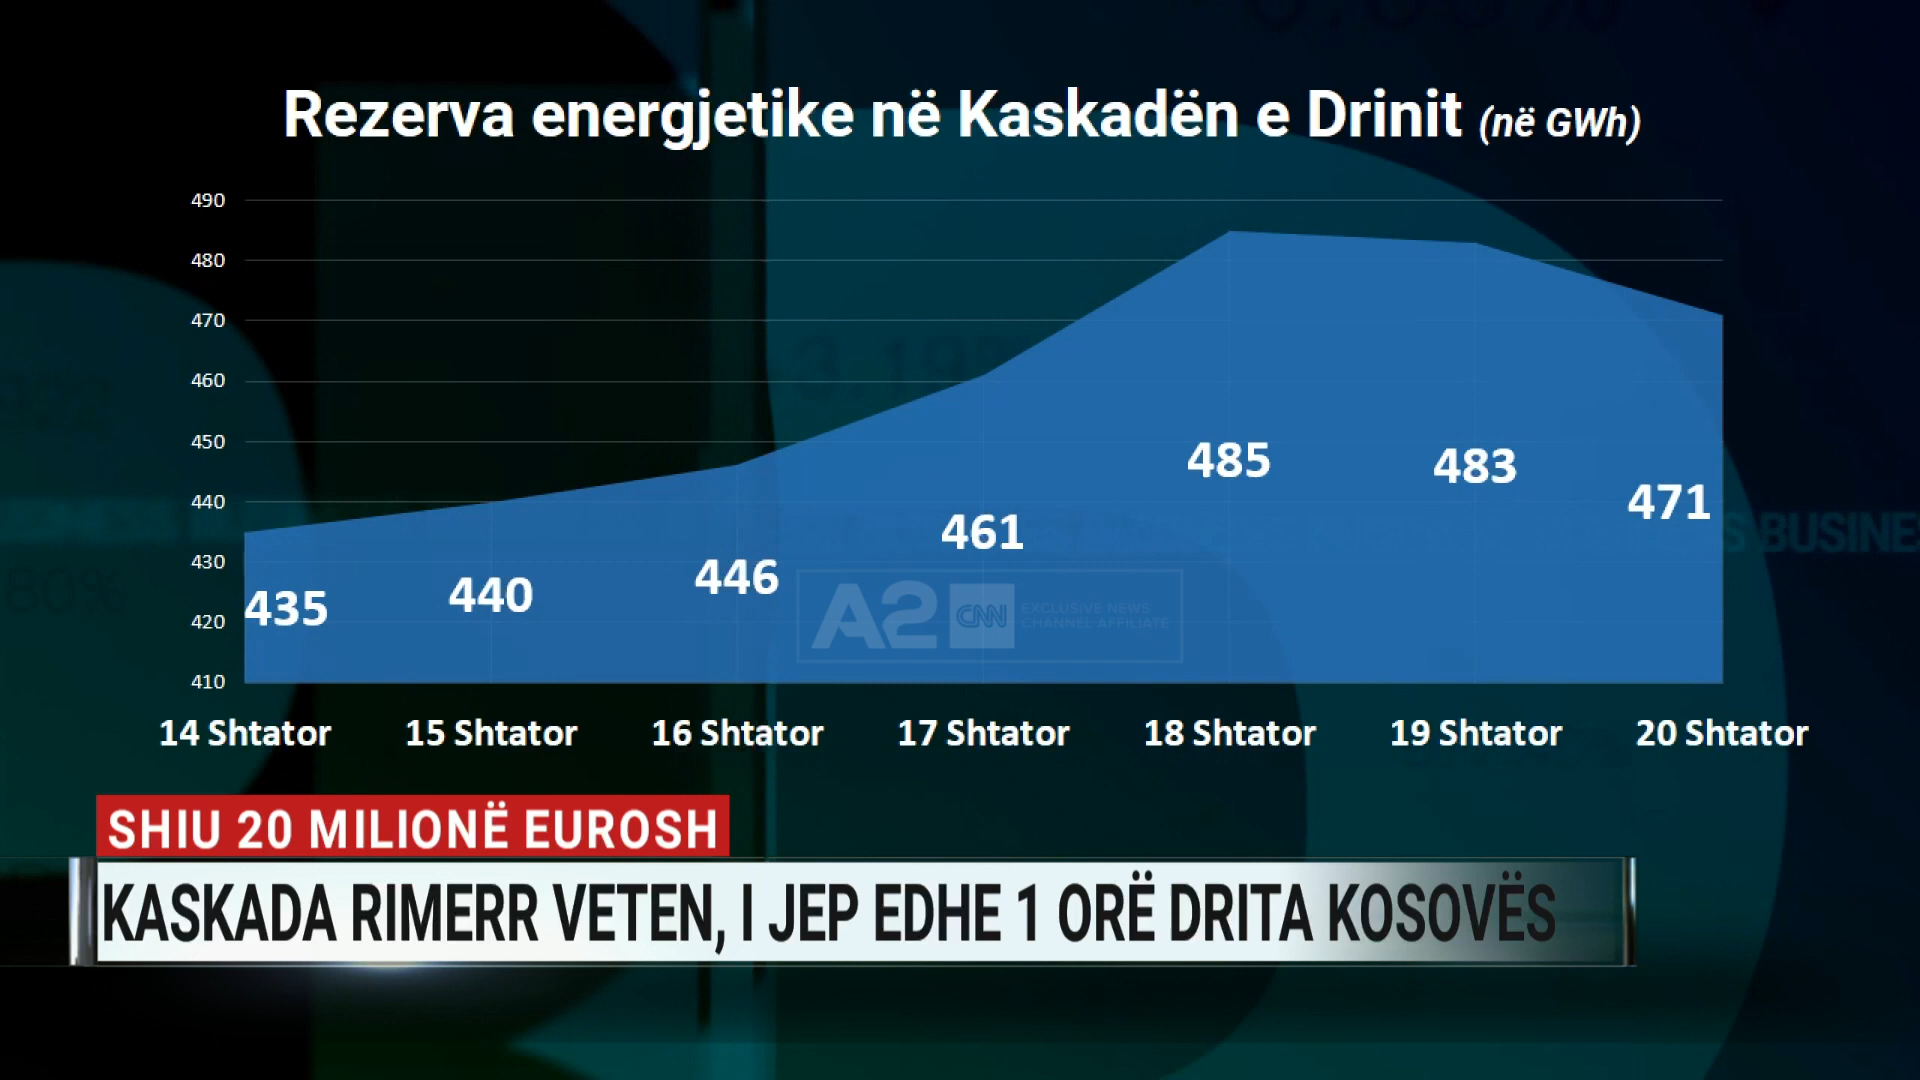 Rezerva energjetike në Kaskadën e Drinit (në GWh)
490
480
470
460
450
440
430
420
410
435
440
446
461
485
483
471
A2 CNN EXCLUSIVE NEWS
CHANNEL AFFILIATE
BUSINE
80%
14 Shtator 15 Shtator 16 Shtator 17 Shtator 18 Shtator 19 Shtator 20 Shtator
SHIU 20 MILIONË EUROSH
KASKADA RIMERR VETEN, I JEP EDHE 1 ORË DRITA KOSOVËS